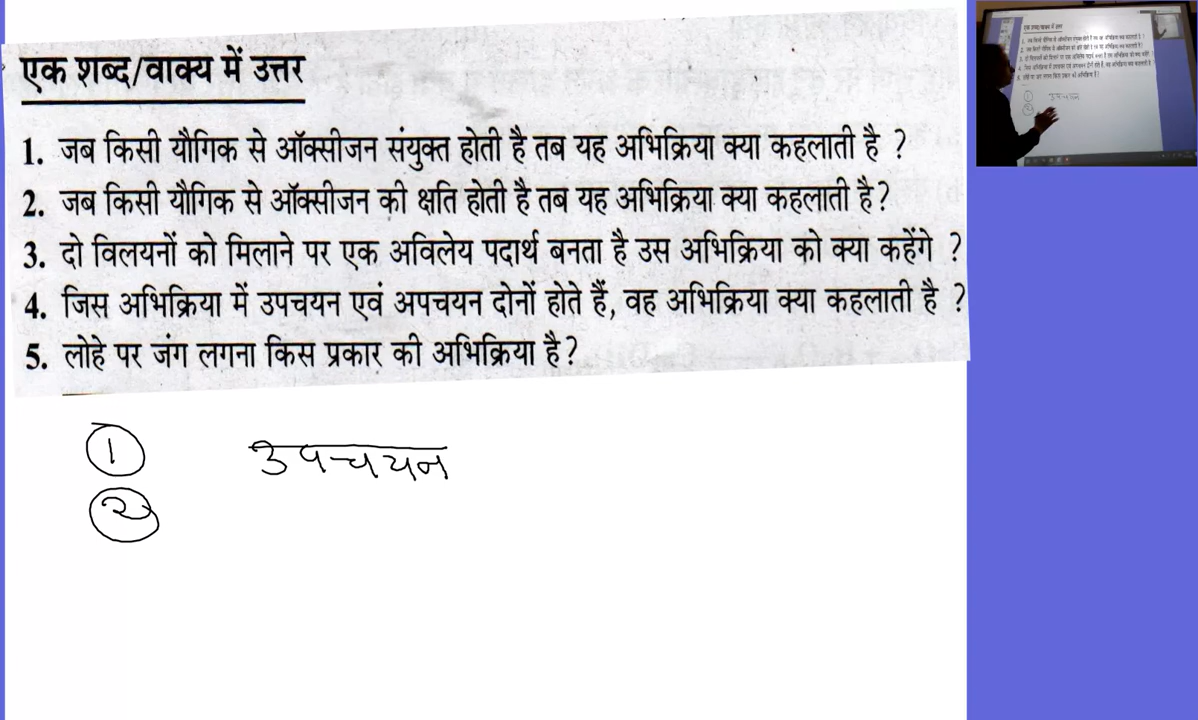 एक शब्द/वाक्य में उत्तर
1. जब किसी यौगिक से ऑक्सीजन संयुक्त होती है तब यह अभिक्रिया क्या कहलाती है ?
2. जब किसी यौगिक से ऑक्सीजन की क्षति होती है तब यह अभिक्रिया क्या कहलाती है?
3. दो विलयनों को मिलाने पर एक अविलेय पदार्थ बनता है उस अभिक्रिया को क्या कहेंगे ?
4. जिस अभिक्रिया में उपचयन एवं अपचयन दोनों होते हैं, वह अभिक्रिया क्या कहलाती है ?
5. लोहे पर जंग लगना किस प्रकार की अभिक्रिया है?
1 उपचयन
२